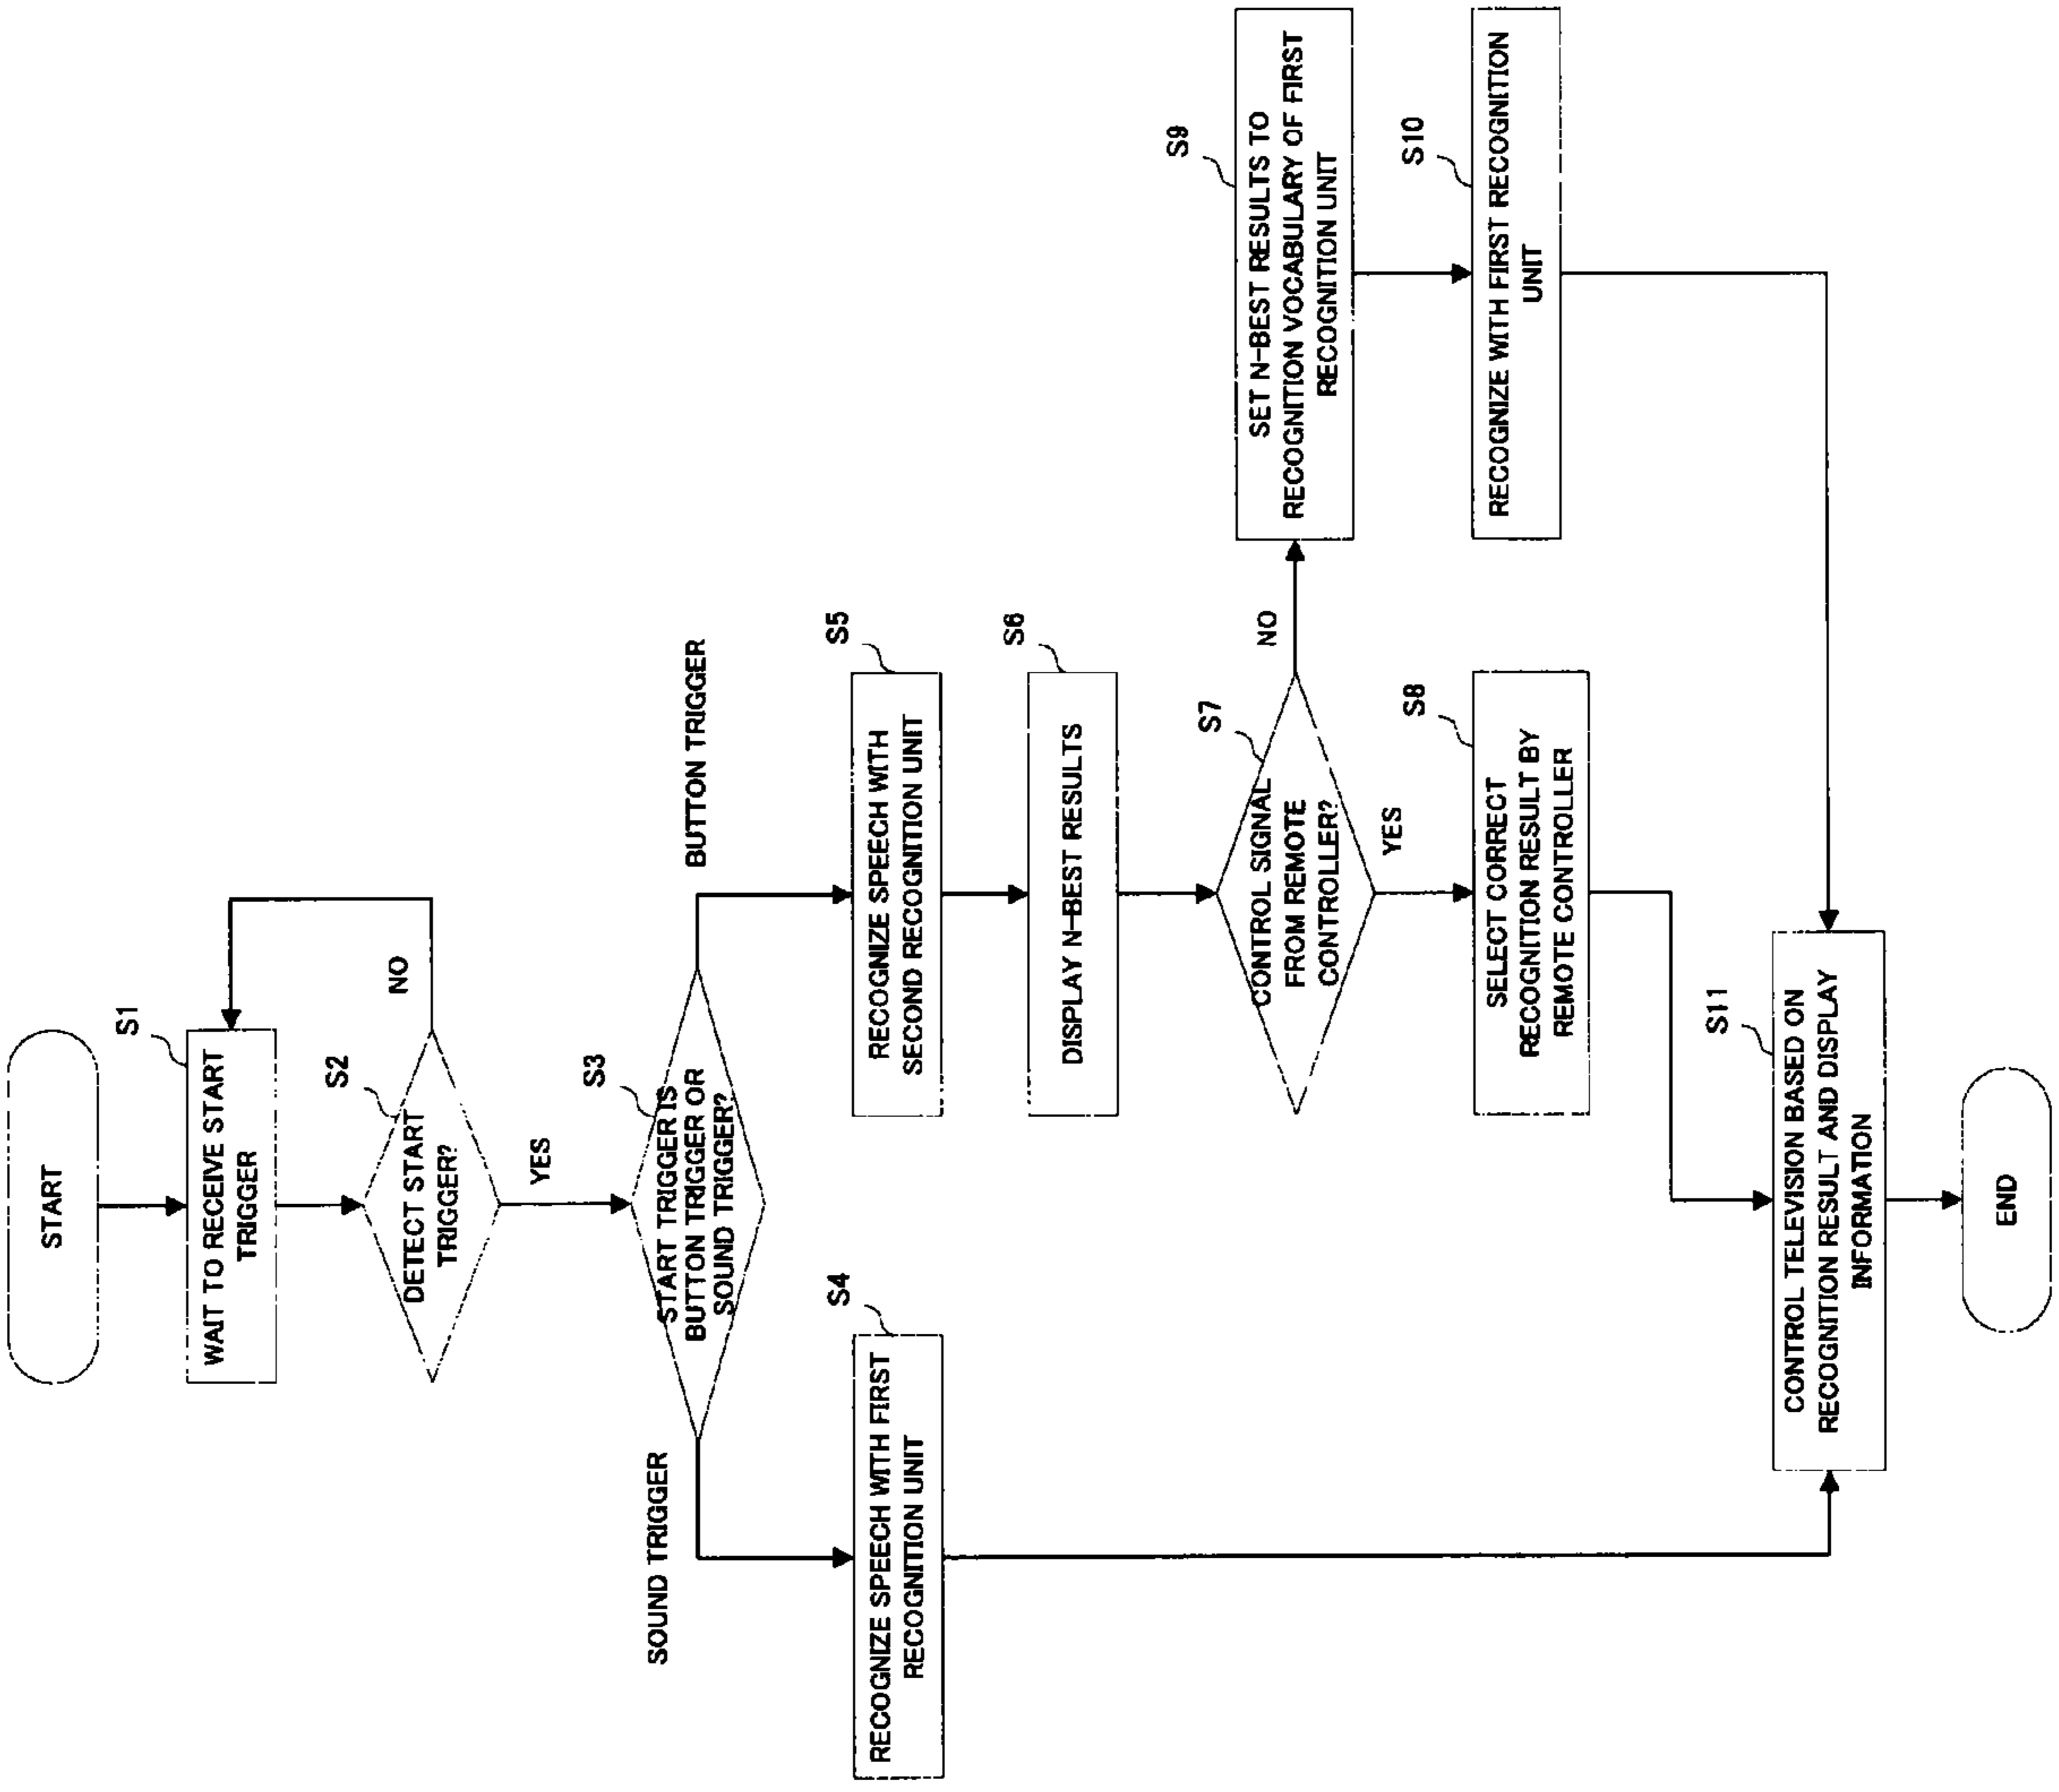 START
S1
WAIT TO RECEIVE START
TRIGGER
S2
DETECT START
TRIGGER?
NO
YES
S3
START TRIGGER IS
BUTTON TRIGGER OR
SOUND TRIGGER?
SOUND TRIGGER
BUTTON TRIGGER
S4
RECOGNIZE SPEECH WITH FIRST
RECOGNITION UNIT
S5
RECOGNIZE SPEECH WITH
SECOND RECOGNITION UNIT
S6
DISPLAY N-BEST RESULTS
S7
CONTROL SIGNAL
FROM REMOTE
CONTROLLER?
NO
YES
S8
SELECT CORRECT
RECOGNITION RESULT BY
REMOTE CONTROLLER
S9
SET N-BEST RESULTS TO
RECOGNITION VOCABULARY OF FIRST
RECOGNITION UNIT
S10
RECOGNIZE WITH FIRST RECOGNITION
UNIT
S11
CONTROL TELEVISION BASED ON
RECOGNITION RESULT AND DISPLAY
INFORMATION
END